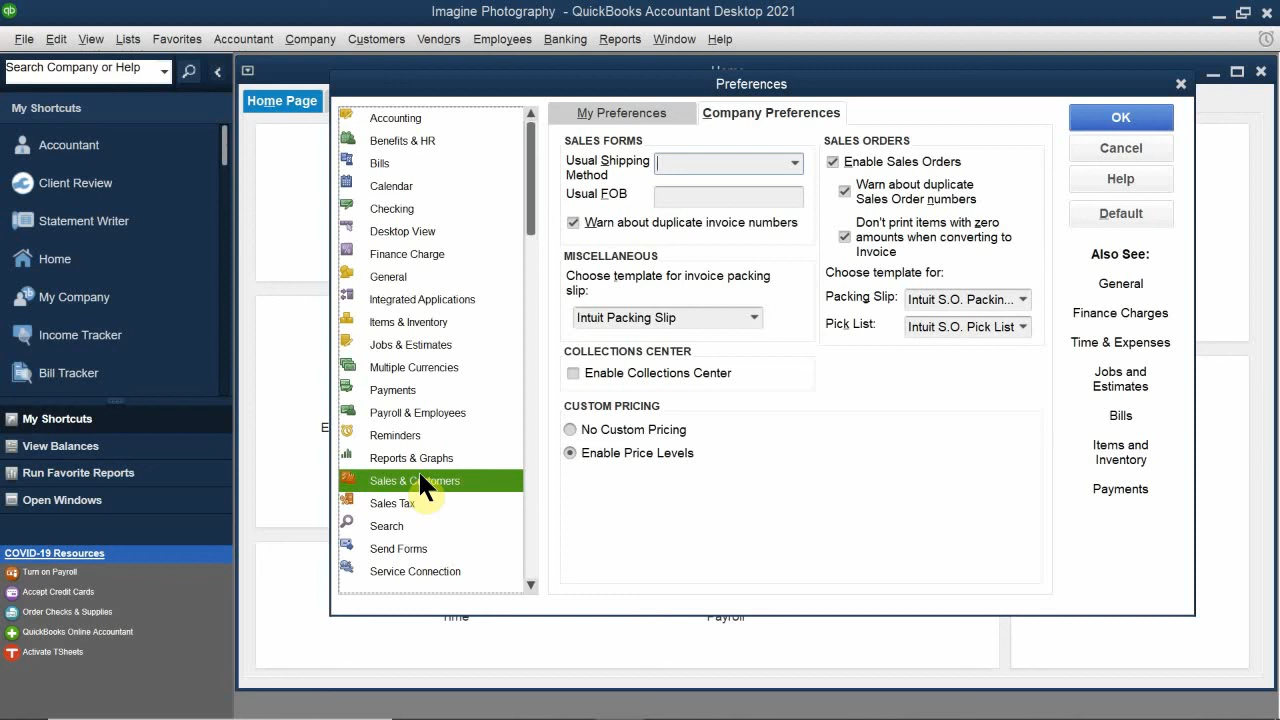 Imagine Photography - QuickBooks Accountant Desktop 2021
File Edit View Lists Favorites Accountant Company Customers Vendors Employees Banking Reports Window Help
Search Company or Help
My Shortcuts
Accountant
Client Review
Statement Writer
Home
My Company
Income Tracker
Bill Tracker
My Shortcuts
View Balances
Run Favorite Reports
Open Windows
COVID-19 Resources
Turn on Payroll
Accept Credit Cards
Order Checks & Supplies
QuickBooks Online Accountant
Activate TSheets
Home Page
Preferences
Accounting
Benefits & HR
Bills
Calendar
Checking
Desktop View
Finance Charge
General
Integrated Applications
Items & Inventory
Jobs & Estimates
Multiple Currencies
Payments
Payroll & Employees
Reminders
Reports & Graphs
Sales & Customers
Sales Tax
Search
Send Forms
Service Connection
My Preferences
Company Preferences
SALES FORMS
Usual Shipping
Method
Usual FOB
Warn about duplicate invoice numbers
MISCELLANEOUS
Choose template for invoice packing
slip:
Intuit Packing Slip
COLLECTIONS CENTER
Enable Collections Center
CUSTOM PRICING
No Custom Pricing
Enable Price Levels
SALES ORDERS
Enable Sales Orders
Warn about duplicate
Sales Order numbers
Don't print items with zero
amounts when converting to
Invoice
Choose template for:
Packing Slip: Intuit S.O. Packin...
Pick List: Intuit S.O. Pick List
OK
Cancel
Help
Default
Also See:
General
Finance Charges
Time & Expenses
Jobs and
Estimates
Bills
Items and
Inventory
Payments
Time
Payroll